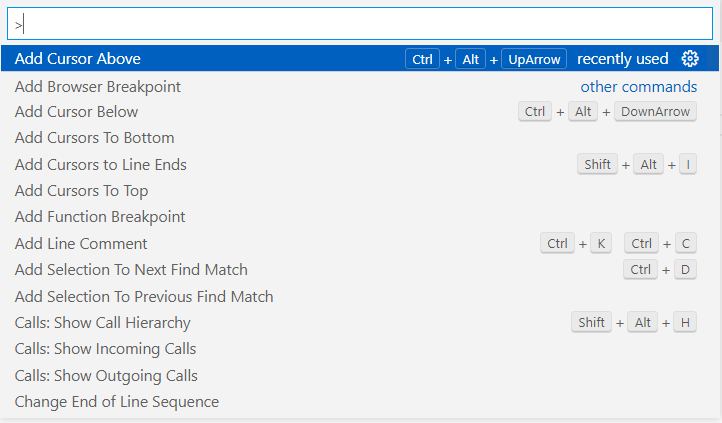 >
Add Cursor Above Ctrl + Alt + UpArrow recently used
Add Browser Breakpoint other commands
Add Cursor Below Ctrl + Alt + DownArrow
Add Cursors To Bottom
Add Cursors to Line Ends Shift + Alt + I
Add Cursors To Top
Add Function Breakpoint
Add Line Comment Ctrl + K Ctrl + C
Add Selection To Next Find Match Ctrl + D
Add Selection To Previous Find Match
Calls: Show Call Hierarchy Shift + Alt + H
Calls: Show Incoming Calls
Calls: Show Outgoing Calls
Change End of Line Sequence